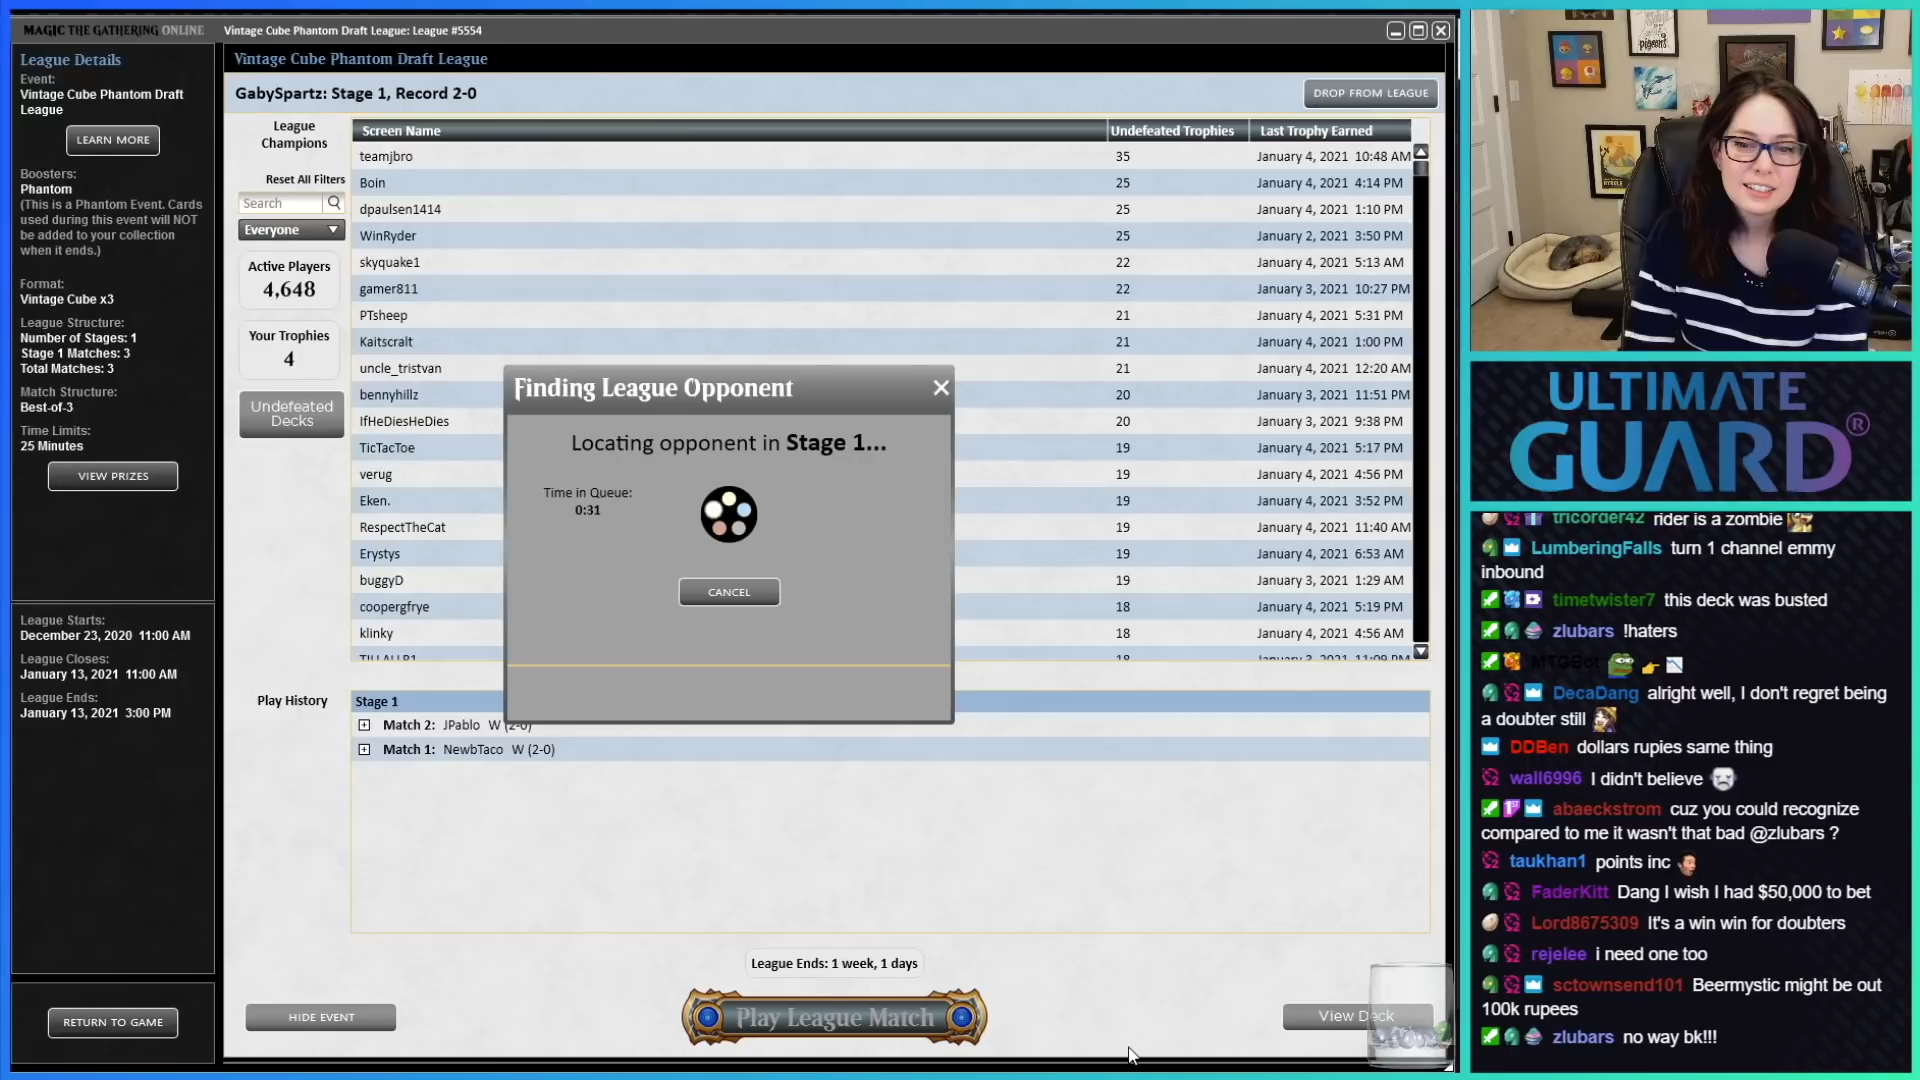 MAGIC THE GATHERING ONLINE
Vintage Cube Phantom Draft League: League #5554
League Details
Event:
Vintage Cube Phantom Draft
League
LEARN MORE
Boosters:
Phantom
(This is a Phantom Event. Cards
used during this event will NOT
be added to your collection
when it ends.)
Format:
Vintage Cube x3
League Structure:
Number of Stages: 1
Stage 1 Matches: 3
Total Matches: 3
Match Structure:
Best-of-3
Time Limits:
25 Minutes
VIEW PRIZES
League Starts:
December 23, 2020 11:00 AM
League Closes:
January 13, 2021 11:00 AM
League Ends:
January 13, 2021 3:00 PM
RETURN TO GAME
Vintage Cube Phantom Draft League
GabySpartz: Stage 1, Record 2-0
DROP FROM LEAGUE
League
Champions
Reset All Filters
Search
Everyone
Active Players
4,648
Your Trophies
4
Undefeated
Decks
Screen Name Undefeated Trophies Last Trophy Earned
teamjbro 35 January 4, 2021 10:48 AM
Boin 25 January 4, 2021 4:14 PM
dpaulsen1414 25 January 4, 2021 1:10 PM
WinRyder 25 January 2, 2021 3:50 PM
skyquake1 22 January 4, 2021 5:13 AM
gamer811 22 January 3, 2021 10:27 PM
PTsheep 21 January 4, 2021 5:31 PM
Kaitscralt 21 January 4, 2021 1:00 PM
uncle_tristvan 21 January 4, 2021 12:20 AM
bennyhillz 20 January 3, 2021 11:51 PM
IfHeDiesHeDies 20 January 3, 2021 9:38 PM
TicTacToe 19 January 4, 2021 5:17 PM
verug 19 January 4, 2021 4:56 PM
Eken. 19 January 4, 2021 3:52 PM
RespectTheCat 19 January 4, 2021 11:40 AM
Erystys 19 January 4, 2021 6:53 AM
buggyD 19 January 3, 2021 1:29 AM
coopergfrye 18 January 4, 2021 5:19 PM
klinky 18 January 4, 2021 4:56 AM
18 January 3, 2021 11:09 PM
Finding League Opponent
Locating opponent in Stage 1...
Time in Queue:
0:31
CANCEL
Play History
Stage 1
Match 2: JPablo W (2-0)
Match 1: NewbTaco W (2-0)
League Ends: 1 week, 1 days
HIDE EVENT
Play League Match
View Deck
ULTIMATE
GUARD®
tricorder42 rider is a zombie
LumberingFalls turn 1 channel emmy
inbound
timetwister7 this deck was busted
zlubars !haters
MTGBot
DecaDang alright well, I don't regret being
a doubter still
DDBen dollars rupies same thing
wall6996 I didn't believe
abaeckstrom cuz you could recognize
compared to me it wasn't that bad @zlubars ?
taukhan1 points inc
FaderKitt Dang I wish I had $50,000 to bet
Lord8675309 It's a win win for doubters
rejelee i need one too
sctownsend101 Beermystic might be out
100k rupees
zlubars no way bk!!!